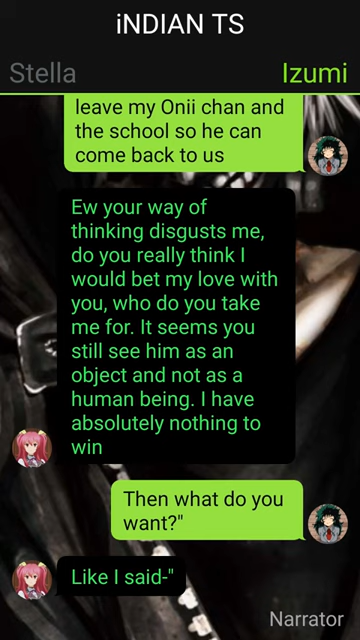 iNDIAN TS
Stella
Izumi
leave my Onii chan and
the school so he can
come back to us
Ew your way of
thinking disgusts me,
do you really think I
would bet my love with
you, who do you take
me for. It seems you
still see him as an
object and not as a
human being. I have
absolutely nothing to
win
Then what do you
want?"
Like I said-"
Narrator